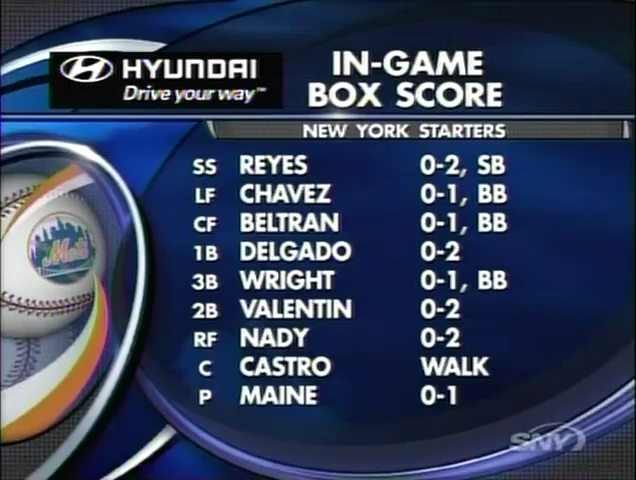 HYUNDAI
Drive your way™
IN-GAME
BOX SCORE
NEW YORK STARTERS
SS REYES 0-2, SB
LF CHAVEZ 0-1, BB
CF BELTRAN 0-1, BB
1B DELGADO 0-2
3B WRIGHT 0-1, BB
2B VALENTIN 0-2
RF NADY 0-2
C CASTRO WALK
P MAINE 0-1
Mets
SNY